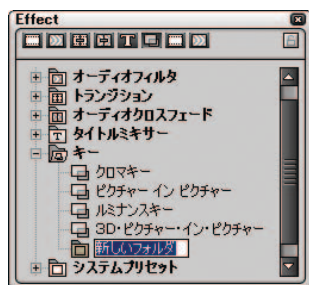 Effect
オーディオフィルタ
トランジション
オーディオクロスフェード
タイトルミキサー
キー
クロマキー
ピクチャー イン ピクチャー
ルミナンスキー
3D・ピクチャー・イン・ピクチャー
新しいフォルダ
システムプリセット